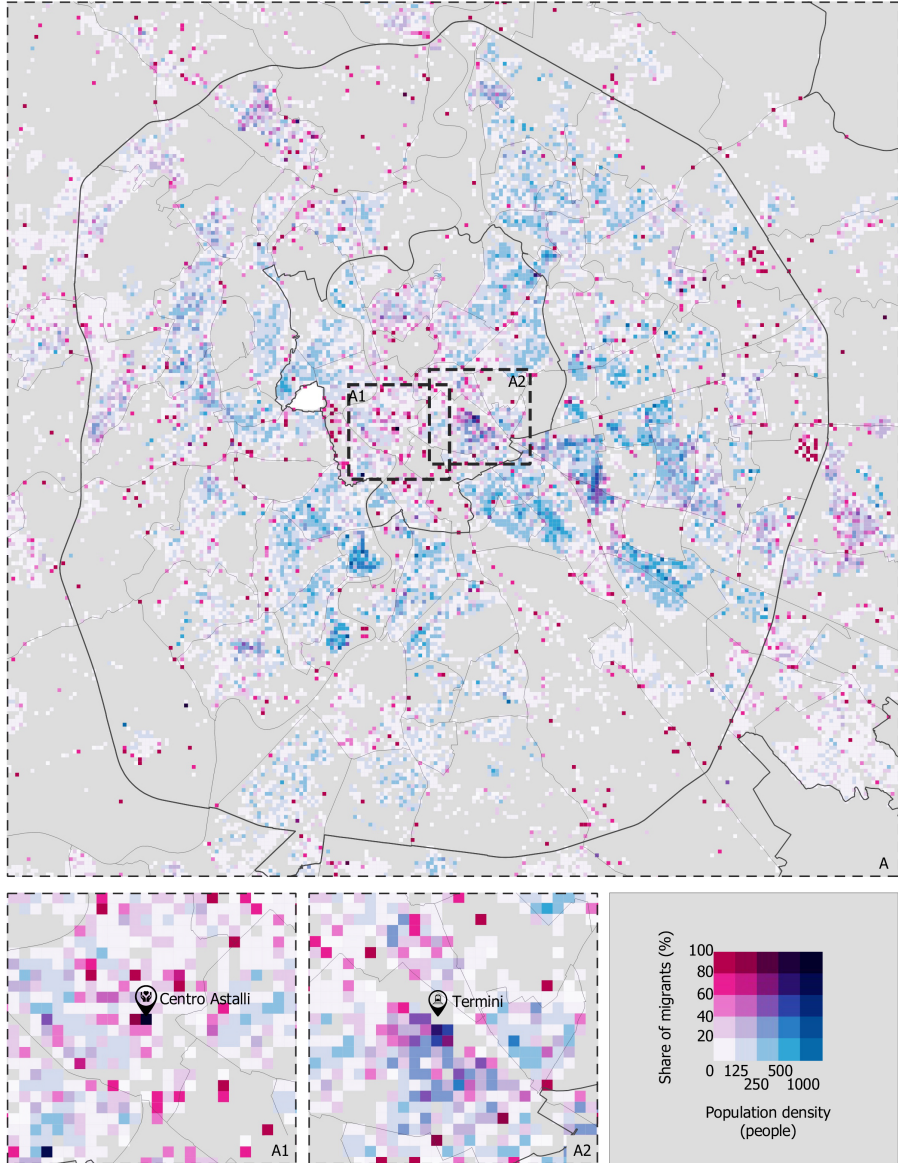 A1
A2
A
Centro Astalli
A1
Termini
A2
Share of migrants (%)
100
80
60
40
20
0 125 500
250 1000
Population density
(people)